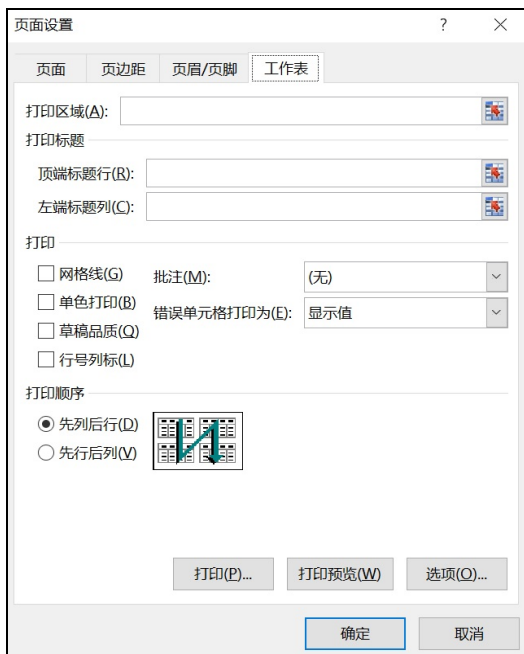 页面设置 ?
页面 页边距 页眉/页脚 工作表
打印区域(A):
打印标题
顶端标题行(R):
左端标题列(C):
打印
网格线(G) 批注(M): (无)
单色打印(B)
错误单元格打印为(E): 显示值
草稿品质(Q)
行号列标(L)
打印顺序
先列后行(D)
先行后列(V)
打印(P)... 打印预览(W) 选项(O)...
确定 取消